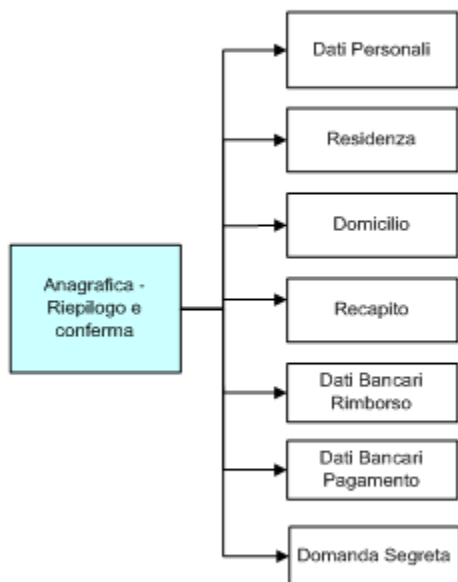 Dati Personali
Residenza
Domicilio
Anagrafica -
Riepilogo e
conferma
Recapito
Dati Bancari
Rimborso
Dati Bancari
Pagamento
Domanda Segreta